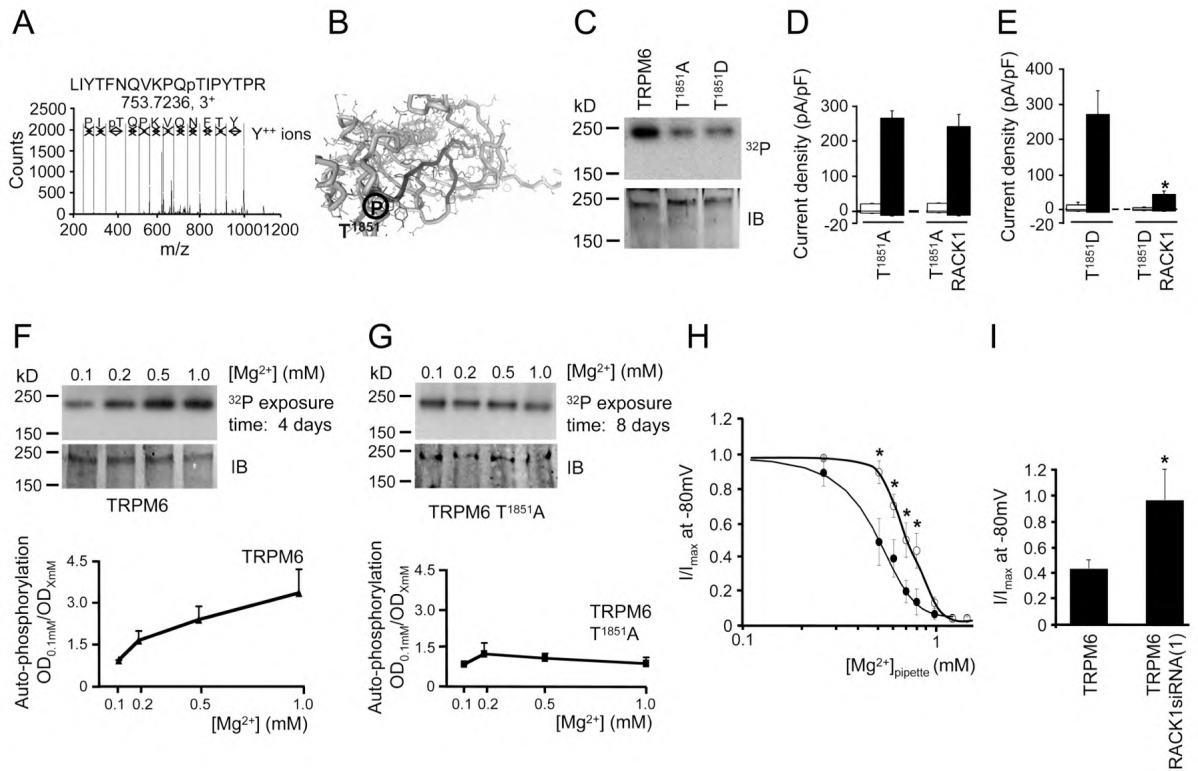 A
LIYTFNQVKPQpTIPYTPR
753.7236, 3⁺
P I pT Q P K V Q N F T Y
Y⁺⁺ ions
2500
2000
1500
1000
500
0
Counts
200 400 600 800 1000 1200
m/z
B
P
T¹⁸⁵¹
C
kD
TRPM6
T¹⁸⁵¹A
T¹⁸⁵¹D
250
150
³²P
250
150
IB
D
Current density (pA/pF)
300
200
100
0
-20
T¹⁸⁵¹A
T¹⁸⁵¹A
RACK1
E
Current density (pA/pF)
400
300
200
100
0
-20
*
T¹⁸⁵¹D
T¹⁸⁵¹D
RACK1
F
kD 0.1 0.2 0.5 1.0 [Mg²⁺] (mM)
250
150
³²P exposure
time: 4 days
250
150
IB
TRPM6
Auto-phosphorylation
OD0.1mM/ODXmM
4.5
3.0
1.5
0
TRPM6
0.1 0.2 0.5 1.0
[Mg²⁺] (mM)
G
kD 0.1 0.2 0.5 1.0 [Mg²⁺] (mM)
250
150
³²P exposure
time: 8 days
250
150
IB
TRPM6 T¹⁸⁵¹A
Auto-phosphorylation
OD0.1mM/ODXmM
4.5
3.0
1.5
0
TRPM6
T¹⁸⁵¹A
0.1 0.2 0.5 1.0
[Mg²⁺] (mM)
H
I/Imax at -80mV
1.2
1.0
0.8
0.6
0.4
0.2
0
* * * *
0.1 1
[Mg²⁺]pipette (mM)
I
I/Imax at -80mV
1.2
1.0
0.8
0.6
0.4
0.2
0
*
TRPM6
TRPM6
RACK1siRNA(1)